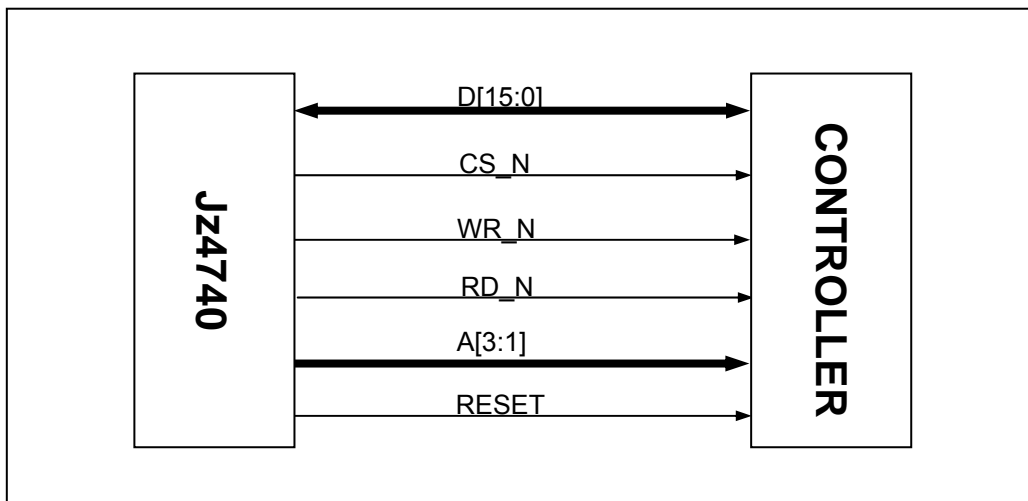 Jz4740
D[15:0]
CS_N
WR_N
RD_N
A[3:1]
RESET
CONTROLLER